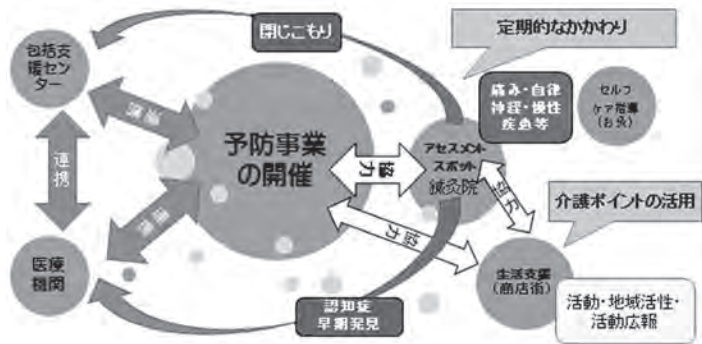 閉じこもり
定期的なかかわり
包括支
援セン
ター
痛み・自律
神経・慢性
疾患等
セルフ
ケア指導
(お灸)
連携
予防事業
の開催
連携
協力
アセスメント
スポット
鍼灸院
協力
介護ポイントの活用
連携
協力
医療
機関
生活支援
(商店街)
認知症
早期発見
活動・地域活性・
活動広報